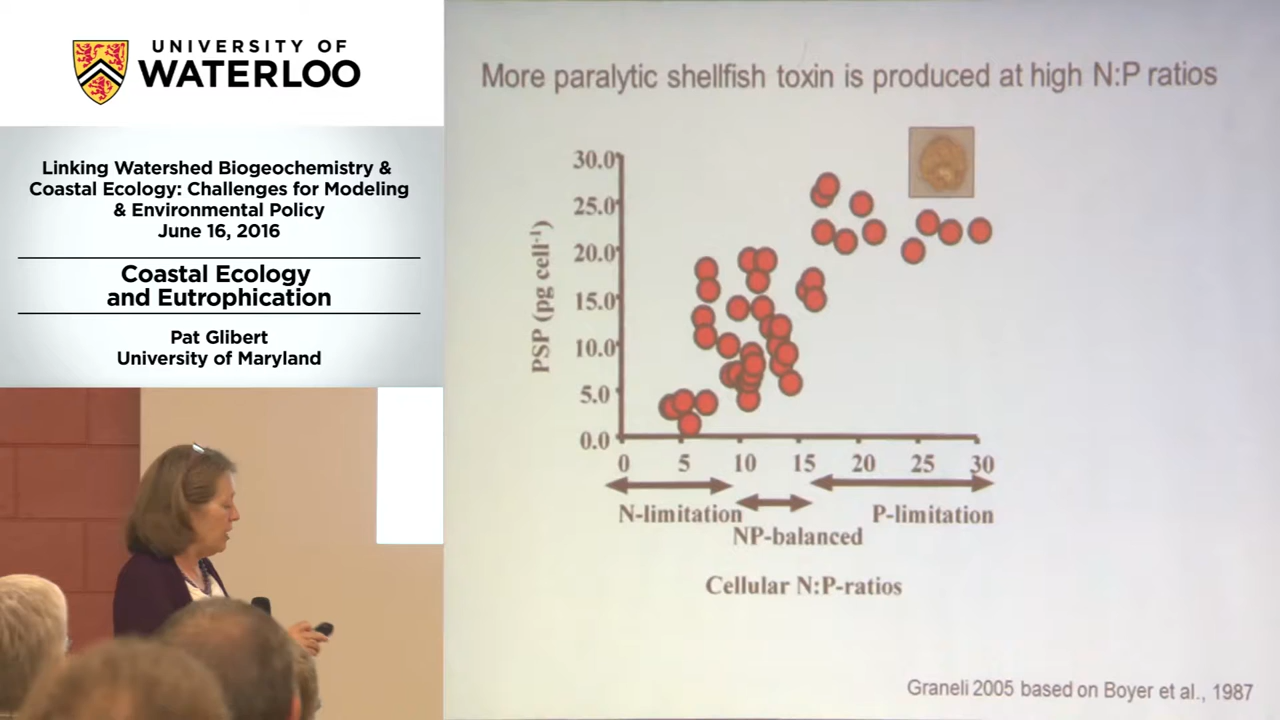 UNIVERSITY OF
WATERLOO
Linking Watershed Biogeochemistry &
Coastal Ecology: Challenges for Modeling
& Environmental Policy
June 16, 2016
Coastal Ecology
and Eutrophication
Pat Glibert
University of Maryland
More paralytic shellfish toxin is produced at high N:P ratios
PSP (pg cell-1)
30.0
25.0
20.0
15.0
10.0
5.0
0.0
0 5 10 15 20 25 30
N-limitation P-limitation
NP-balanced
Cellular N:P-ratios
Graneli 2005 based on Boyer et al., 1987